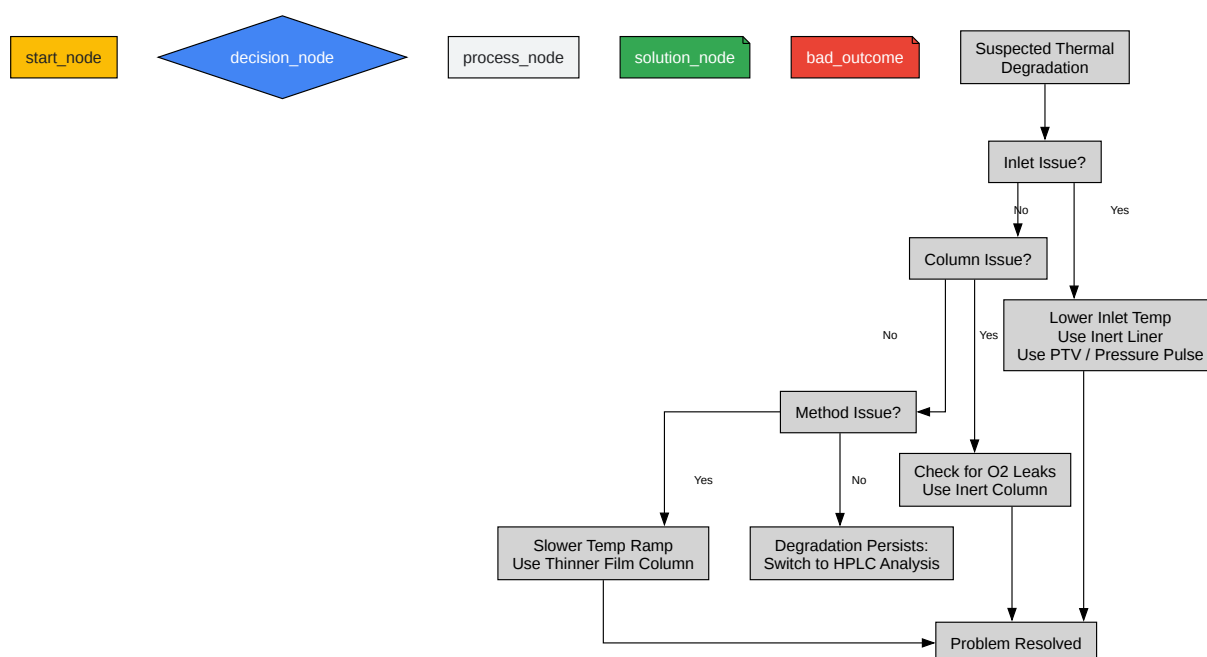 start_node
decision_node
process_node
solution_node
bad_outcome
Suspected Thermal
Degradation
Inlet Issue?
No
Yes
Column Issue?
Lower Inlet Temp
Use Inert Liner
Use PTV / Pressure Pulse
No
Yes
Method Issue?
Yes
No
Check for O2 Leaks
Use Inert Column
Slower Temp Ramp
Use Thinner Film Column
Degradation Persists:
Switch to HPLC Analysis
Problem Resolved